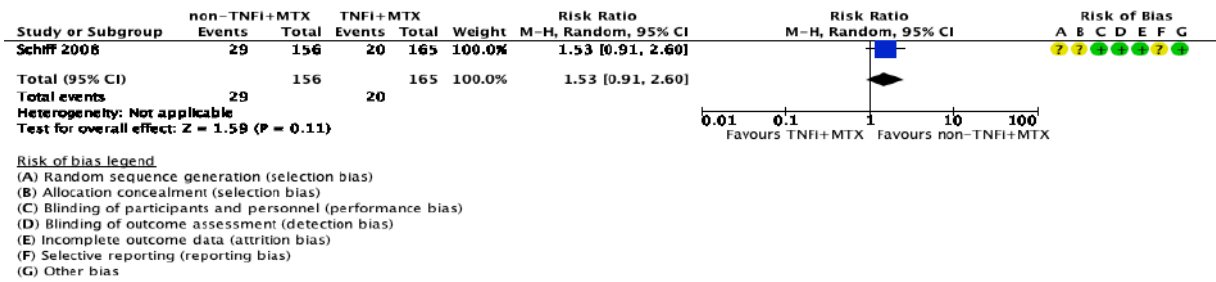 non-TNFi+MTX TNFi+MTX Risk Ratio Risk Ratio Risk of Bias
Study or Subgroup Events Total Events Total Weight M-H, Random, 95% CI M-H, Random, 95% CI A B C D E F G
Schiff 2008 29 156 20 165 100.0% 1.53 [0.91, 2.60] ? ? + + + ? +
Total (95% CI) 156 165 100.0% 1.53 [0.91, 2.60]
Total events 29 20
Heterogeneity: Not applicable
Test for overall effect: Z = 1.59 (P = 0.11)
0.01 0.1 1 10 100
Favours TNFi+MTX Favours non-TNFi+MTX
Risk of bias legend
(A) Random sequence generation (selection bias)
(B) Allocation concealment (selection bias)
(C) Blinding of participants and personnel (performance bias)
(D) Blinding of outcome assessment (detection bias)
(E) Incomplete outcome data (attrition bias)
(F) Selective reporting (reporting bias)
(G) Other bias